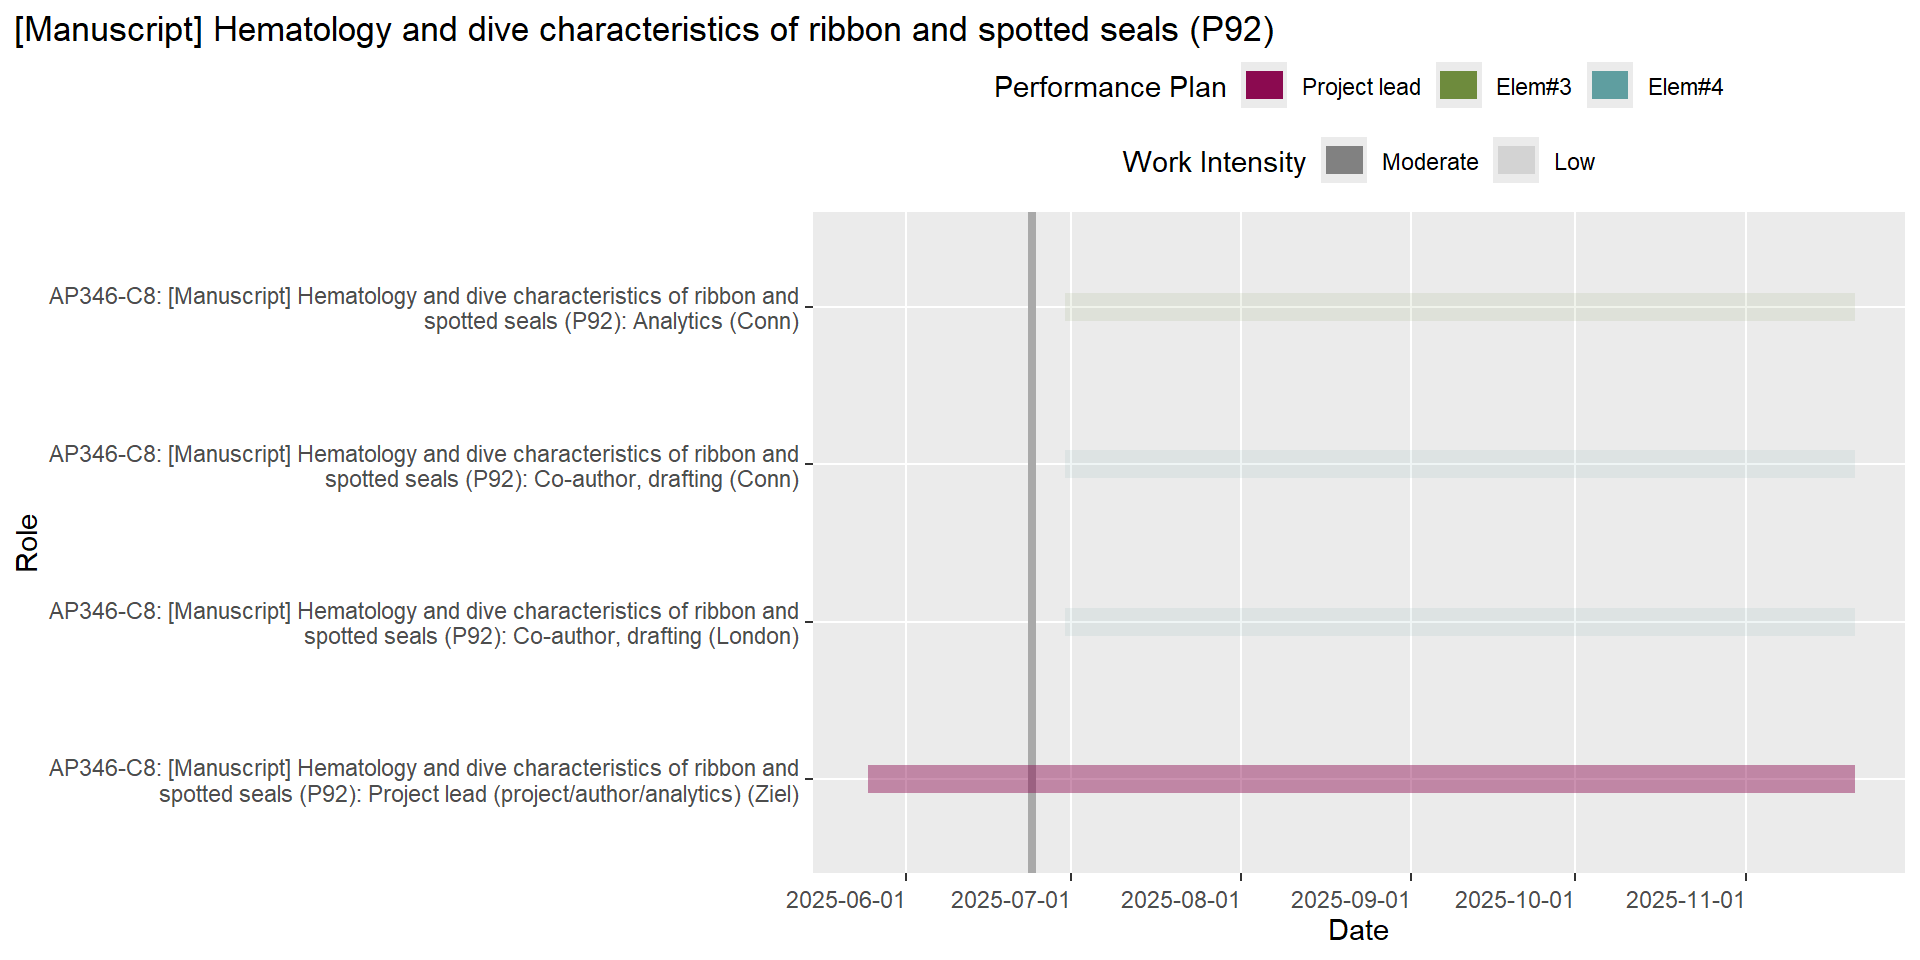 [Manuscript] Hematology and dive characteristics of ribbon and spotted seals (P92)
Performance Plan Project lead Elem#3 Elem#4
Work Intensity Moderate Low
AP346-C8: [Manuscript] Hematology and dive characteristics of ribbon and
spotted seals (P92): Analytics (Conn)
AP346-C8: [Manuscript] Hematology and dive characteristics of ribbon and
spotted seals (P92): Co-author, drafting (Conn)
AP346-C8: [Manuscript] Hematology and dive characteristics of ribbon and
spotted seals (P92): Co-author, drafting (London)
AP346-C8: [Manuscript] Hematology and dive characteristics of ribbon and
spotted seals (P92): Project lead (project/author/analytics) (Ziel)
Role
2025-06-01 2025-07-01 2025-08-01 2025-09-01 2025-10-01 2025-11-01
Date